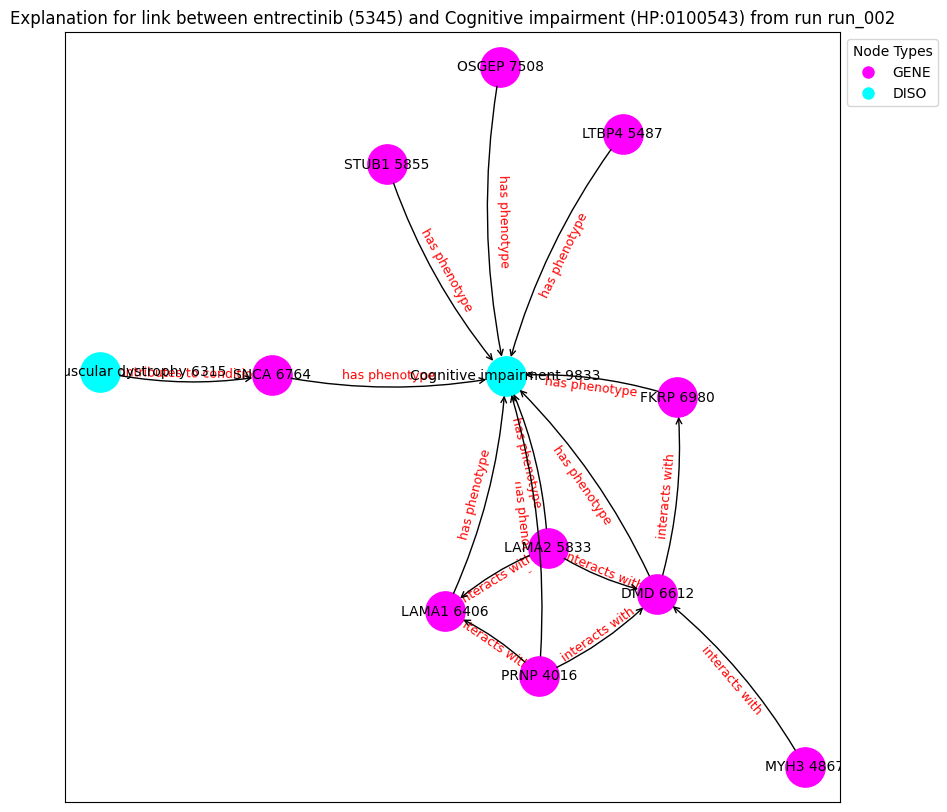 Explanation for link between entrectinib (5345) and Cognitive impairment (HP:0100543) from run run_002
Node Types
GENE
DISO
OSGEP 7508
LTBP4 5487
STUB1 5855
has phenotype
has phenotype
has phenotype
uscular dystrophy 6315
SNCA 6764
has phenotype
Cognitive impairment 9833
has phenotype
FKRP 6980
has phenotype
has phenotype
has phenotype
interacts with
LAMA2 5833
interacts with
interacts with
DMD 6612
LAMA1 6406
interacts with
interacts with
PRNP 4016
interacts with
MYH3 4867